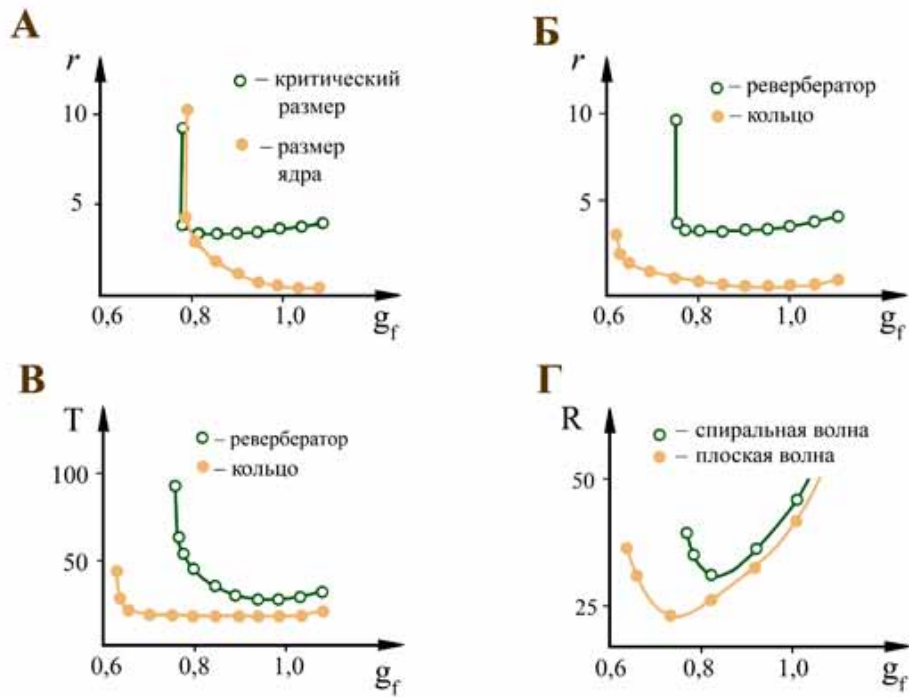 А
r
10
5
– критический
размер
– размер
ядра
0,6
0,8
1,0
g_f
Б
r
10
5
– ревербератор
– кольцо
0,6
0,8
1,0
g_f
В
T
100
50
– ревербератор
– кольцо
0,6
0,8
1,0
g_f
Г
R
50
25
– спиральная волна
– плоская волна
0,6
0,8
1,0
g_f